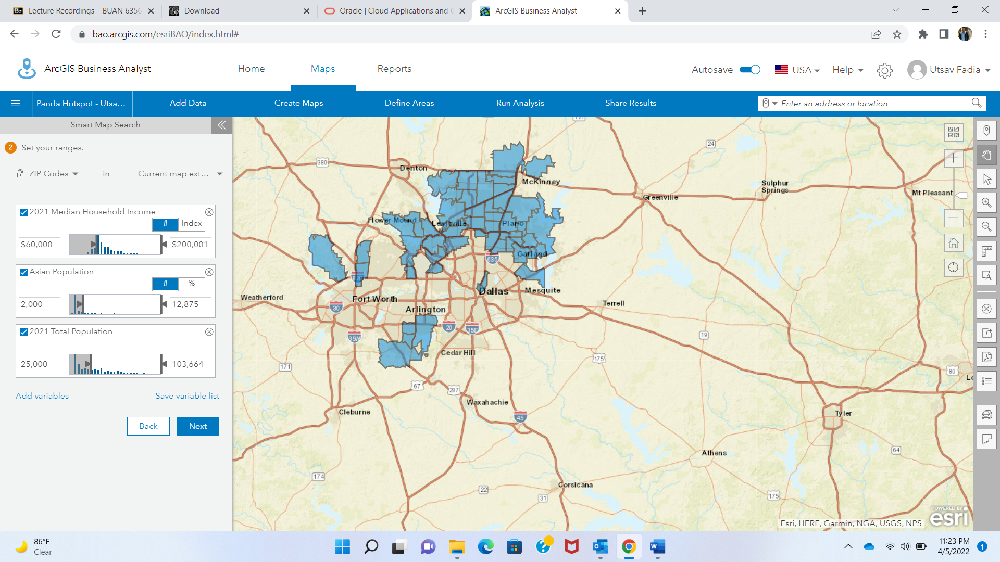 Lecture Recordings – BUAN 6356
Download
Oracle | Cloud Applications and C
ArcGIS Business Analyst
bao.arcgis.com/esriBAO/index.html#
ArcGIS Business Analyst
Home
Maps
Reports
Autosave
USA
Help
Utsav Fadia
Panda Hotspot - Utsa...
Add Data
Create Maps
Define Areas
Run Analysis
Share Results
Enter an address or location
Smart Map Search
2 Set your ranges.
ZIP Codes in Current map ext...
2021 Median Household Income
# Index
$60,000 $200,001
Asian Population
# %
2,000 12,875
2021 Total Population
25,000 103,664
Add variables Save variable list
Back Next
121
24
380
Denton
McKinney
Sulphur
Springs
Mt Pleasant
Greenville
Flower Mound
Lewisville
Plano
Garland
635
820
Dallas
Mesquite
Weatherford
Fort Worth
Terrell
30
Arlington
20
35E
35W
19
Cedar Hill
175
171
80
Lo
67
287
Waxahachie
Cleburne
45
Tyler
Athens
64
174
22
Corsicana
31
175
POWERED BY
esri
Esri, HERE, Garmin, NGA, USGS, NPS
86°F
Clear
11:23 PM
4/5/2022
1